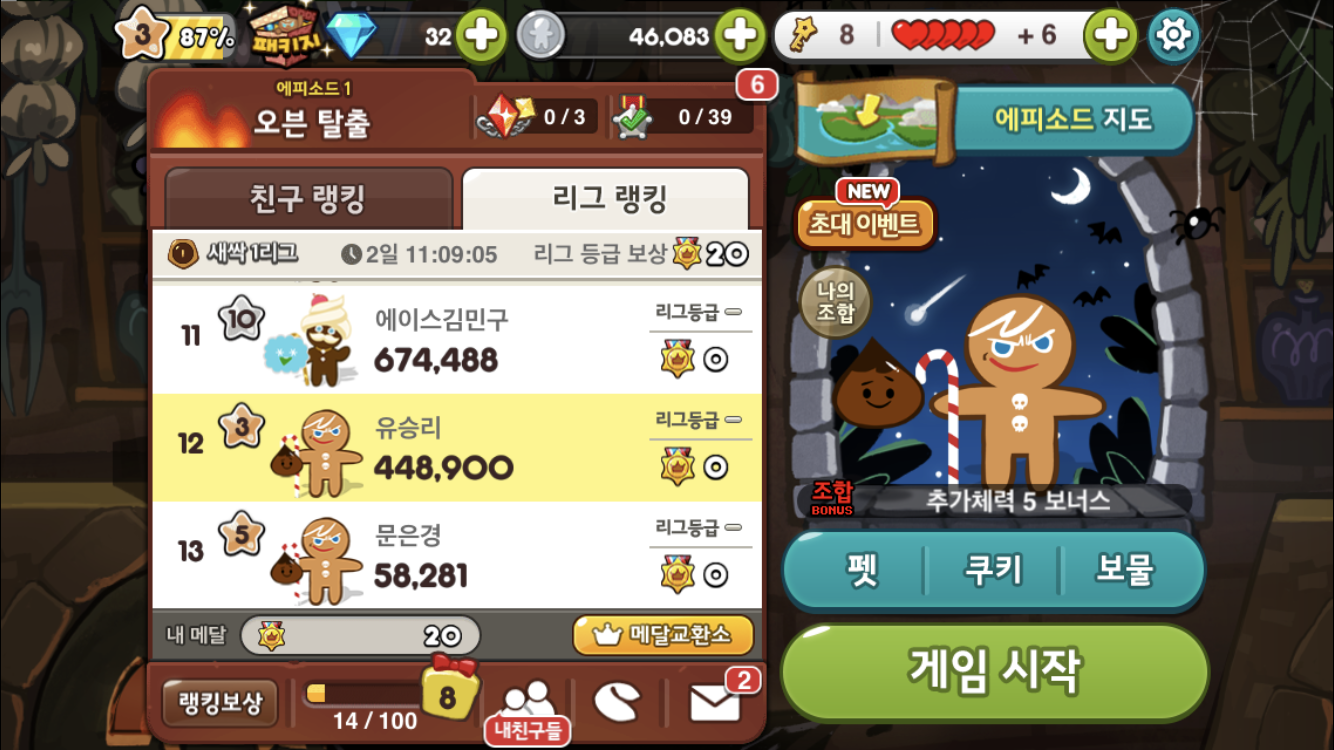 3 87% 패키지 32 46,083 8 + 6
에피소드 1
오븐 탈출 0 / 3 0 / 39 6
에피소드 지도
친구 랭킹 리그 랭킹
NEW
초대 이벤트
새싹1리그 2일 11:09:05 리그 등급 보상 20
나의
조합
11 10 에이스김민구 리그등급 -
674,488 0
12 3 유승리 리그등급 -
448,900 0
조합
BONUS
추가체력 5 보너스
13 5 문은경 리그등급 -
58,281 0
펫 쿠키 보물
내 메달 20 메달교환소
게임 시작
랭킹보상 14 / 100 8 내친구들 2